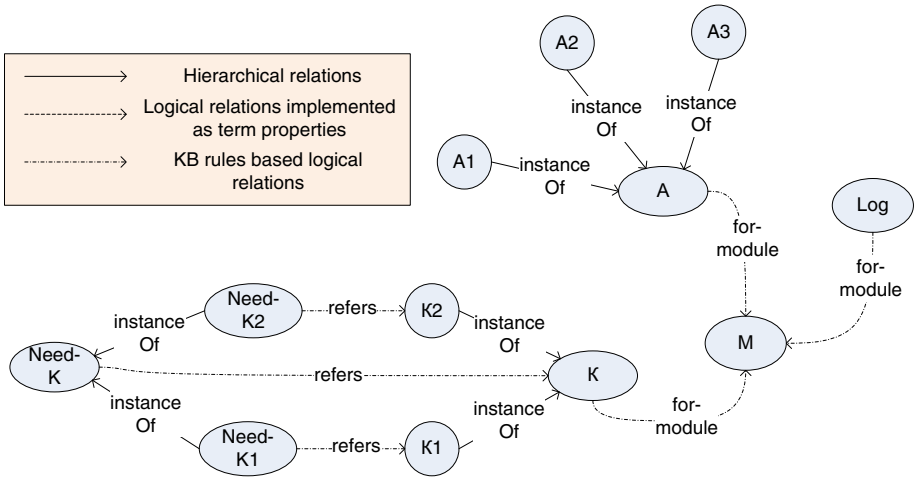 Hierarchical relations
Logical relations implemented
as term properties
KB rules based logical
relations
A2
A3
instance
Of
instance
Of
A1
instance
Of
A
Log
for-
module
for-
module
Need-
K2
refers
K2
instance
Of
instance
Of
M
Need-
K
refers
K
instance
Of
instance
Of
for-
module
Need-
K1
refers
K1